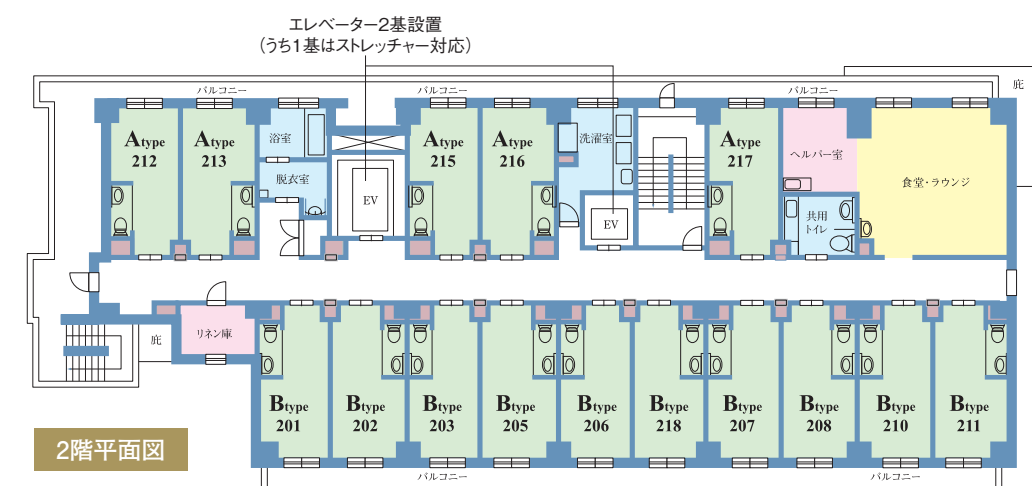 エレベーター2基設置
（うち1基はストレッチャー対応）
バルコニー
バルコニー
バルコニー
庇
Atype
212
Atype
213
浴室
脱衣室
EV
Atype
215
Atype
216
洗濯室
EV
Atype
217
ヘルパー室
共用
トイレ
食堂・ラウンジ
庇
リネン庫
Btype
201
Btype
202
Btype
203
Btype
205
Btype
206
Btype
218
Btype
207
Btype
208
Btype
210
Btype
211
2階平面図
バルコニー
バルコニー